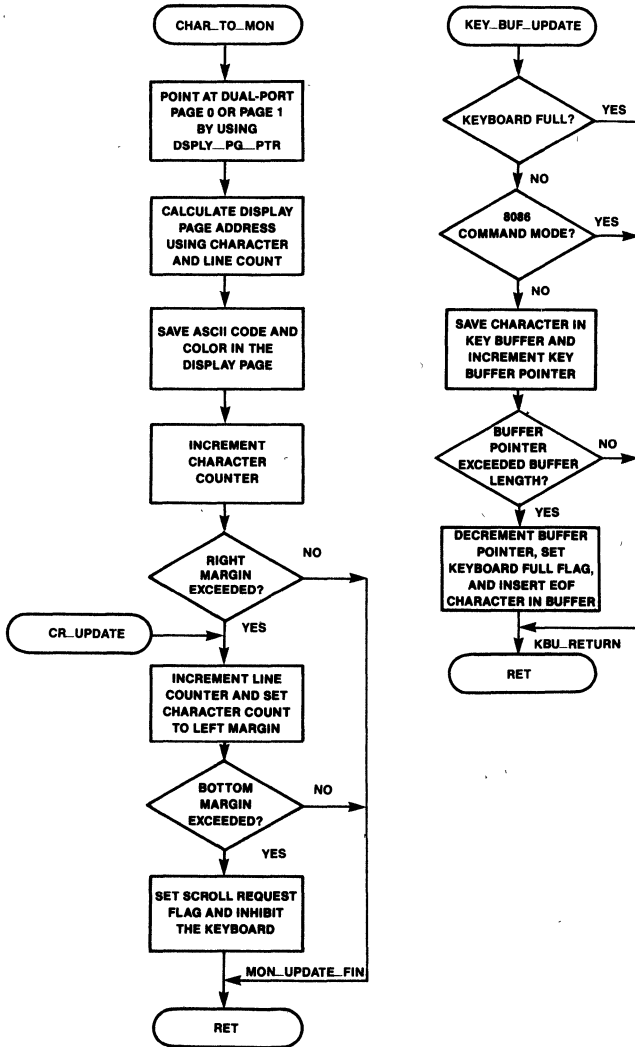 CHAR_TO_MON
POINT AT DUAL-PORT
PAGE 0 OR PAGE 1
BY USING
DSPLY_PG_PTR
CALCULATE DISPLAY
PAGE ADDRESS
USING CHARACTER
AND LINE COUNT
SAVE ASCII CODE AND
COLOR IN THE
DISPLAY PAGE
INCREMENT
CHARACTER
COUNTER
RIGHT
MARGIN
EXCEEDED?
NO
YES
CR_UPDATE
INCREMENT LINE
COUNTER AND SET
CHARACTER COUNT
TO LEFT MARGIN
BOTTOM
MARGIN
EXCEEDED?
NO
YES
SET SCROLL REQUEST
FLAG AND INHIBIT
THE KEYBOARD
MON_UPDATE_FIN
RET
KEY_BUF_UPDATE
KEYBOARD FULL?
YES
NO
8086
COMMAND MODE?
YES
NO
SAVE CHARACTER IN
KEY BUFFER AND
INCREMENT KEY
BUFFER POINTER
BUFFER
POINTER
EXCEEDED BUFFER
LENGTH?
NO
YES
DECREMENT BUFFER
POINTER, SET
KEYBOARD FULL FLAG,
AND INSERT EOF
CHARACTER IN BUFFER
KBU_RETURN
RET